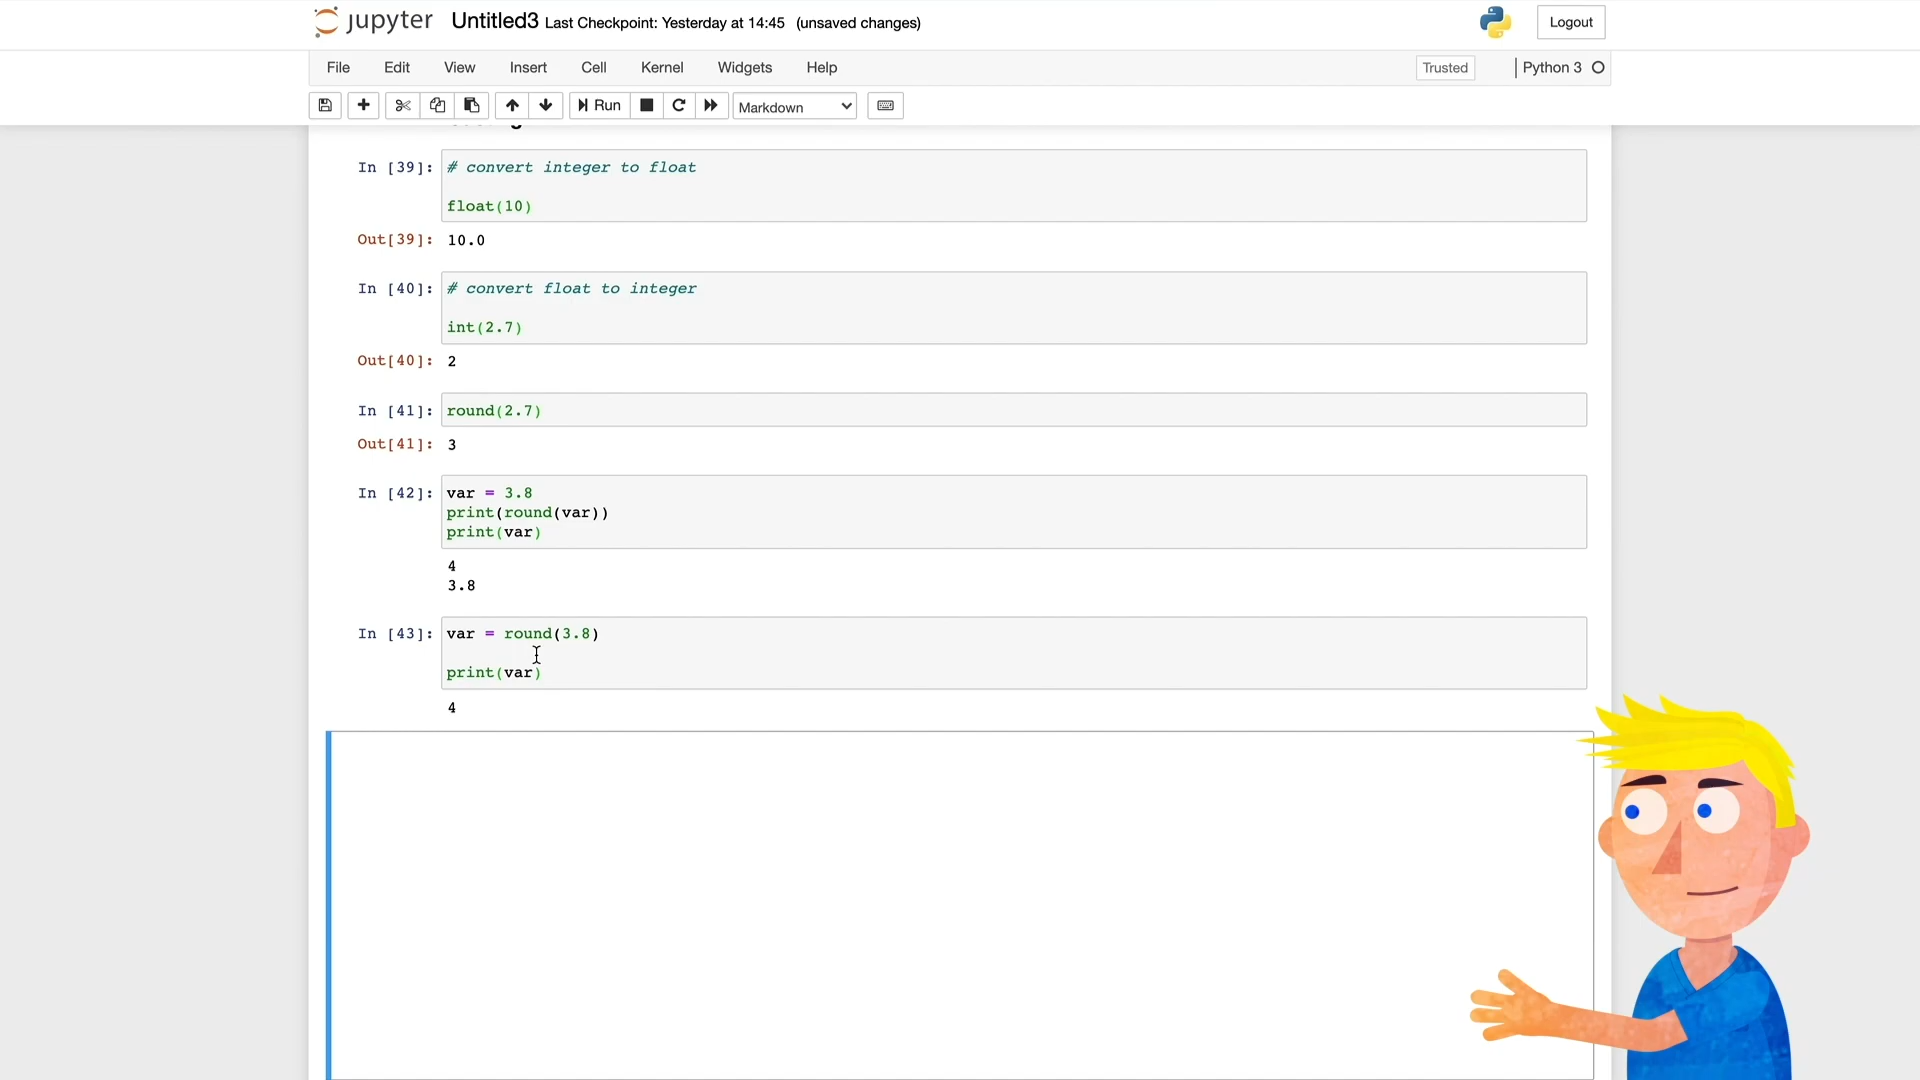 jupyter Untitled3 Last Checkpoint: Yesterday at 14:45 (unsaved changes)
Logout
File Edit View Insert Cell Kernel Widgets Help
Trusted
Python 3
Run
Markdown
In [39]: # convert integer to float
float(10)
Out[39]: 10.0
In [40]: # convert float to integer
int(2.7)
Out[40]: 2
In [41]: round(2.7)
Out[41]: 3
In [42]: var = 3.8
print(round(var))
print(var)
4
3.8
In [43]: var = round(3.8)
print(var)
4